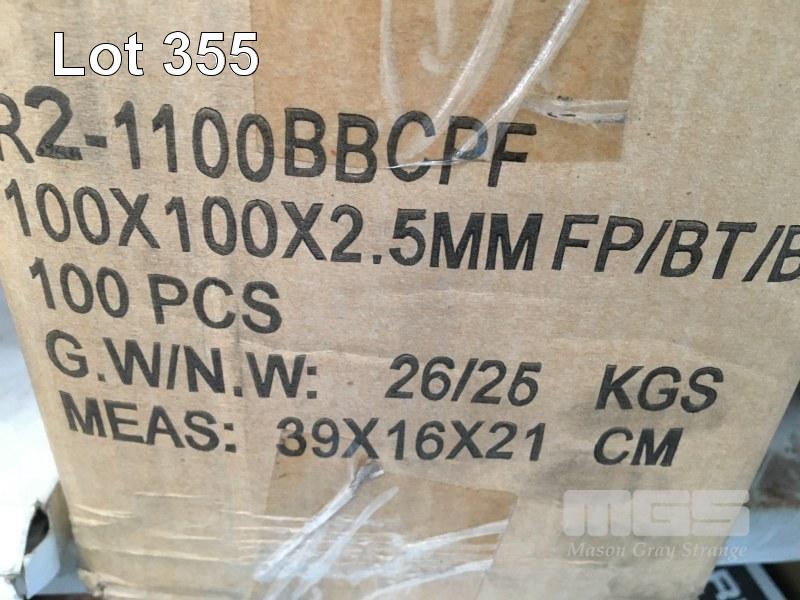 Lot 355
R2-1100BBCPF
100X100X2.5MM FP/BT/B
100 PCS
G.W/N.W: 26/25 KGS
MEAS: 39X16X21 CM
MGS
Mason Gray Strange